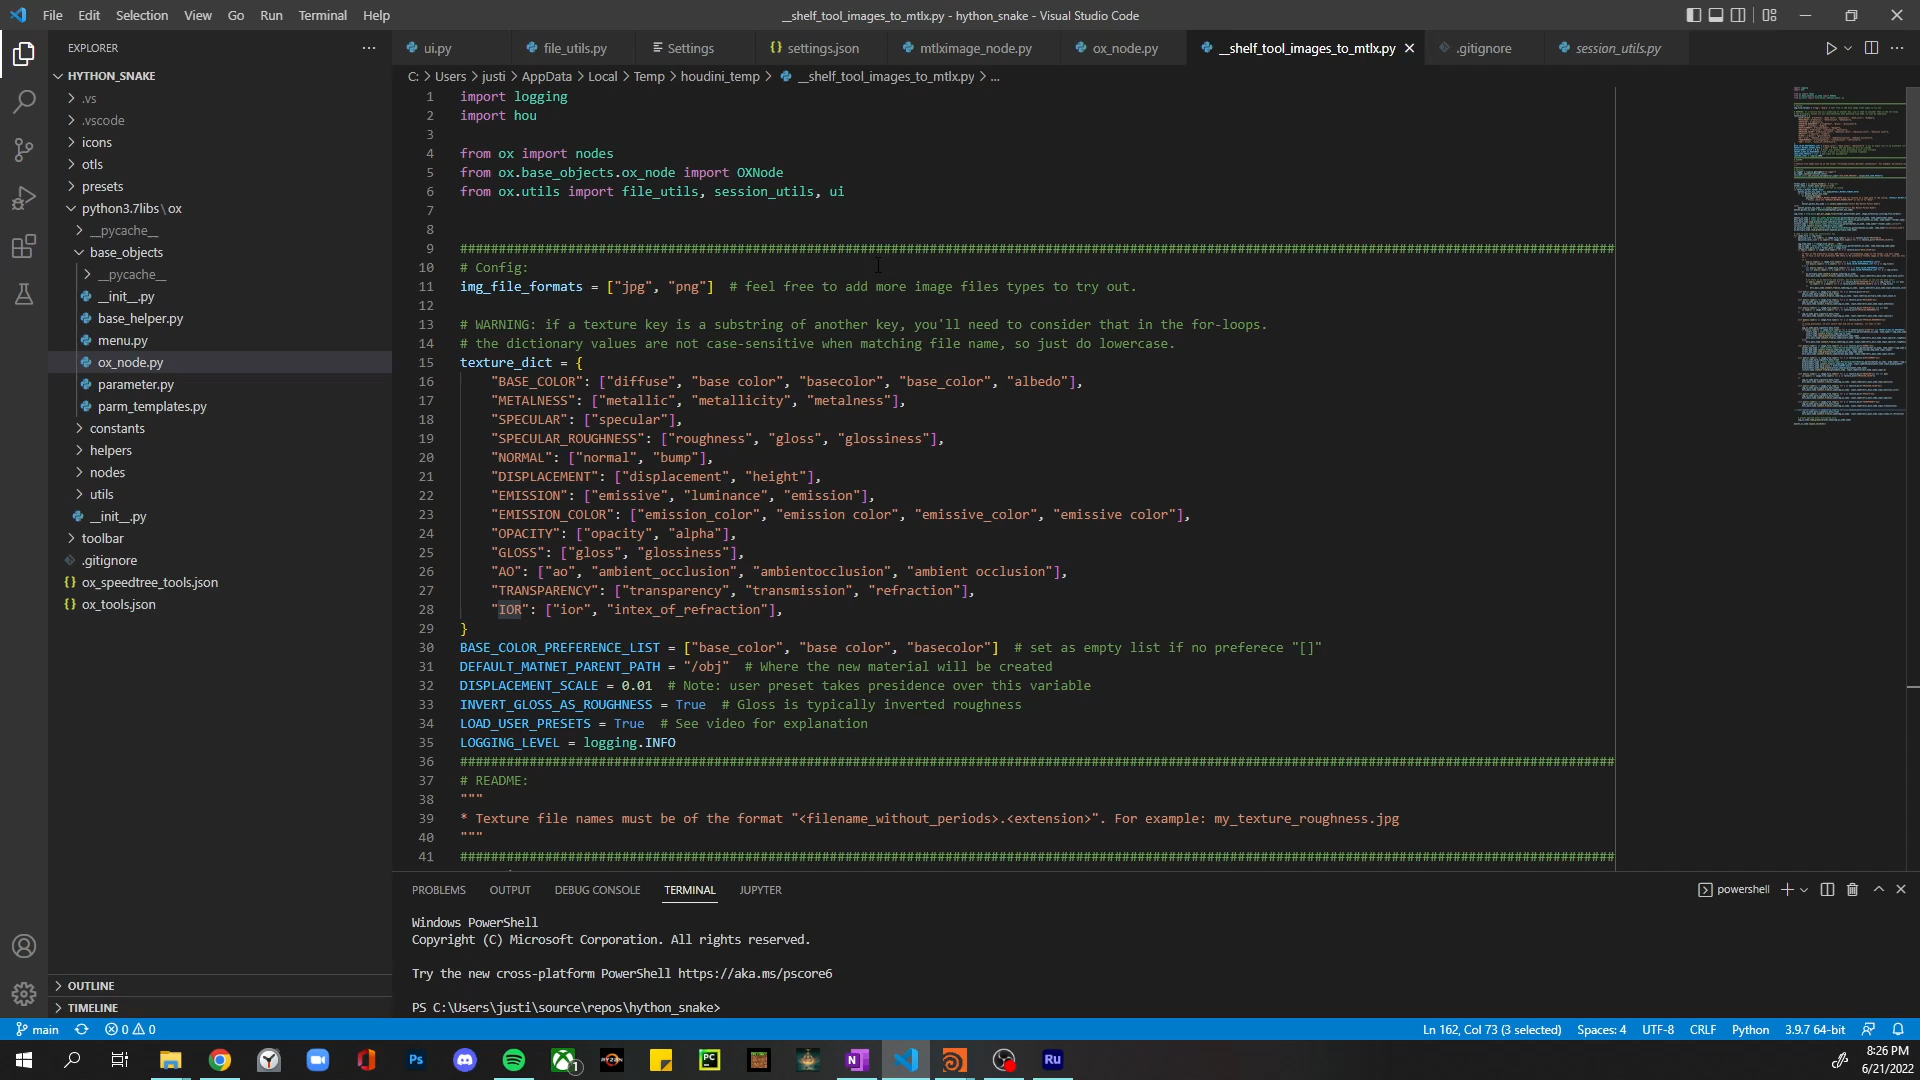 File Edit Selection View Go Run Terminal Help
__shelf_tool_images_to_mtlx.py - hython_snake - Visual Studio Code
EXPLORER
ui.py file_utils.py Settings settings.json mtlximage_node.py ox_node.py __shelf_tool_images_to_mtlx.py .gitignore session_utils.py
C: > Users > justi > AppData > Local > Temp > houdini_temp > __shelf_tool_images_to_mtlx.py > ...
HYTHON_SNAKE
.vs
.vscode
icons
otls
presets
python3.7libs\ox
__pycache__
base_objects
__pycache__
__init__.py
base_helper.py
menu.py
ox_node.py
parameter.py
parm_templates.py
constants
helpers
nodes
utils
__init__.py
toolbar
.gitignore
ox_speedtree_tools.json
ox_tools.json
OUTLINE
TIMELINE
1 import logging
2 import hou
3
4 from ox import nodes
5 from ox.base_objects.ox_node import OXNode
6 from ox.utils import file_utils, session_utils, ui
7
8
9 ######################################################################################################################################################
10 # Config:
11 img_file_formats = ["jpg", "png"]  # feel free to add more image files types to try out.
12
13 # WARNING: if a texture key is a substring of another key, you'll need to consider that in the for-loops.
14 # the dictionary values are not case-sensitive when matching file name, so just do lowercase.
15 texture_dict = {
16     "BASE_COLOR": ["diffuse", "base color", "basecolor", "base_color", "albedo"],
17     "METALNESS": ["metallic", "metallicity", "metalness"],
18     "SPECULAR": ["specular"],
19     "SPECULAR_ROUGHNESS": ["roughness", "gloss", "glossiness"],
20     "NORMAL": ["normal", "bump"],
21     "DISPLACEMENT": ["displacement", "height"],
22     "EMISSION": ["emissive", "luminance", "emission"],
23     "EMISSION_COLOR": ["emission_color", "emission color", "emissive_color", "emissive color"],
24     "OPACITY": ["opacity", "alpha"],
25     "GLOSS": ["gloss", "glossiness"],
26     "AO": ["ao", "ambient_occlusion", "ambientocclusion", "ambient occlusion"],
27     "TRANSPARENCY": ["transparency", "transmission", "refraction"],
28     "IOR": ["ior", "intex_of_refraction"],
29 }
30 BASE_COLOR_PREFERENCE_LIST = ["base_color", "base color", "basecolor"]  # set as empty list if no preferece "[]"
31 DEFAULT_MATNET_PARENT_PATH = "/obj"  # Where the new material will be created
32 DISPLACEMENT_SCALE = 0.01  # Note: user preset takes presidence over this variable
33 INVERT_GLOSS_AS_ROUGHNESS = True  # Gloss is typically inverted roughness
34 LOAD_USER_PRESETS = True  # See video for explanation
35 LOGGING_LEVEL = logging.INFO
36 ######################################################################################################################################################
37 # README:
38 """
39 * Texture file names must be of the format "<filename_without_periods>.<extension>". For example: my_texture_roughness.jpg
40 """
41 ######################################################################################################################################################
PROBLEMS OUTPUT DEBUG CONSOLE TERMINAL JUPYTER
powershell
Windows PowerShell
Copyright (C) Microsoft Corporation. All rights reserved.
Try the new cross-platform PowerShell https://aka.ms/pscore6
PS C:\Users\justi\source\repos\hython_snake>
main 0 0
Ln 162, Col 73 (3 selected) Spaces: 4 UTF-8 CRLF Python 3.9.7 64-bit
Ps RYZEN PC N Ru
1
8:26 PM
6/21/2022